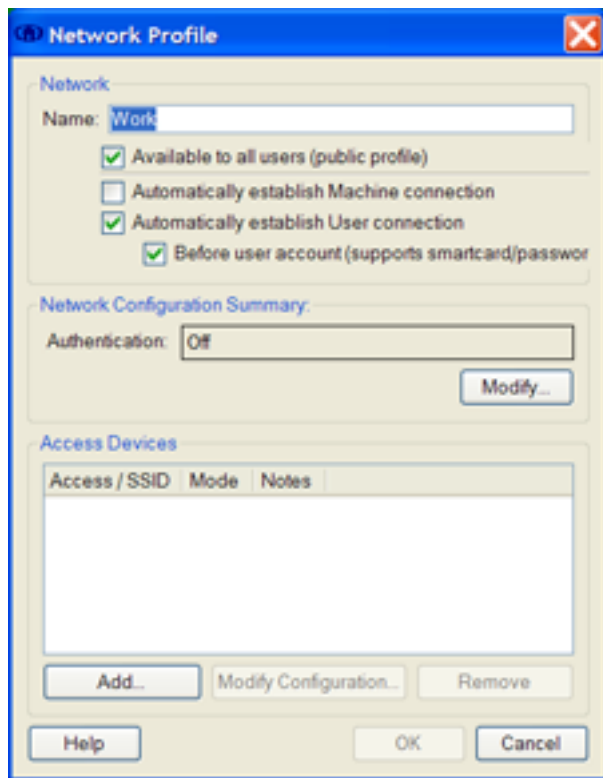 Network Profile
Network
Name: Work
Available to all users (public profile)
Automatically establish Machine connection
Automatically establish User connection
Before user account (supports smartcard/passwor
Network Configuration Summary:
Authentication: Off
Modify...
Access Devices
Access / SSID Mode Notes
Add... Modify Configuration... Remove
Help OK Cancel